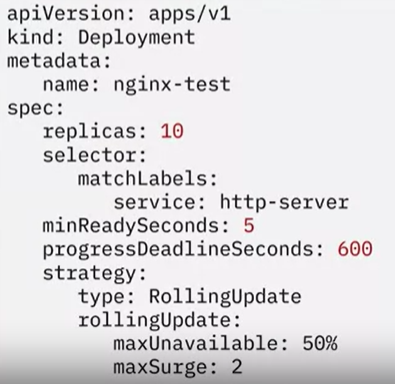 apiVersion: apps/v1
kind: Deployment
metadata:
   name: nginx-test
spec:
   replicas: 10
   selector:
      matchLabels:
         service: http-server
   minReadySeconds: 5
   progressDeadlineSeconds: 600
   strategy:
      type: RollingUpdate
      rollingUpdate:
         maxUnavailable: 50%
         maxSurge: 2